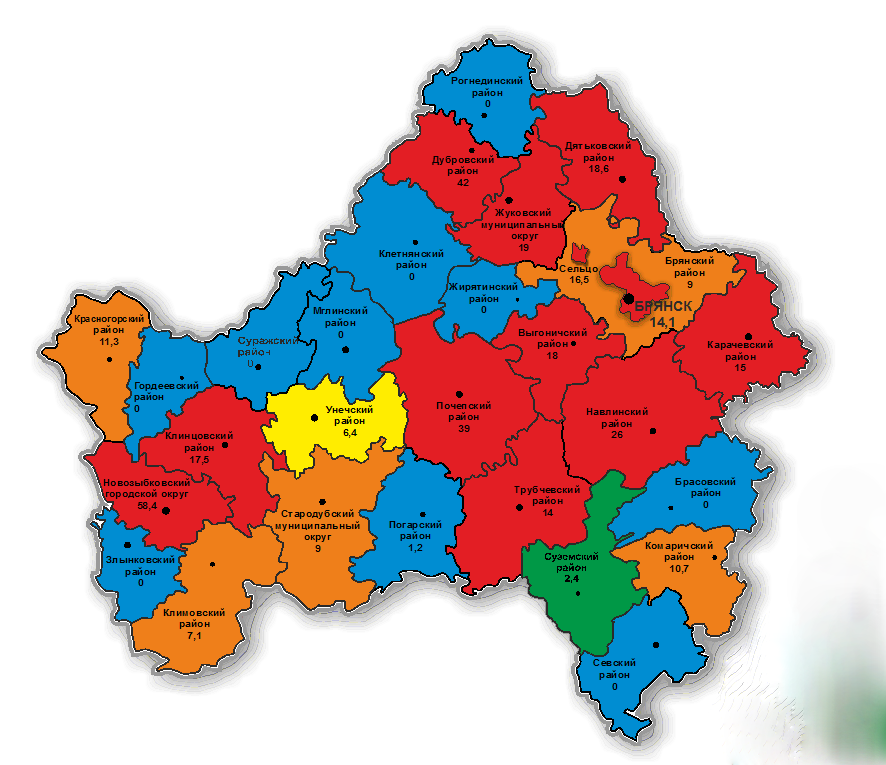 Рогнединский
район
0
Дятьковский
район
18,6
Дубровский
район
42
Жуковский
муниципальный
округ
19
Клетнянский
район
0
Сельцо
16,5
Брянский
район
9
Жирятинский
район
0
БРЯНСК
14,1
Красногорский
район
11,3
Мглинский
район
0
Суражский
район
0
Выгоничский
район
18
Карачевский
район
15
Гордеевский
район
0
Унечский
район
6,4
Почепский
район
39
Навлинский
район
26
Клинцовский
район
17,5
Новозыбковский
городской округ
58,4
Стародубский
муниципальный
округ
9
Погарский
район
1,2
Трубчевский
район
14
Брасовский
район
0
Злынковский
район
0
Суземский
район
2,4
Комаричский
район
10,7
Климовский
район
7,1
Севский
район
0